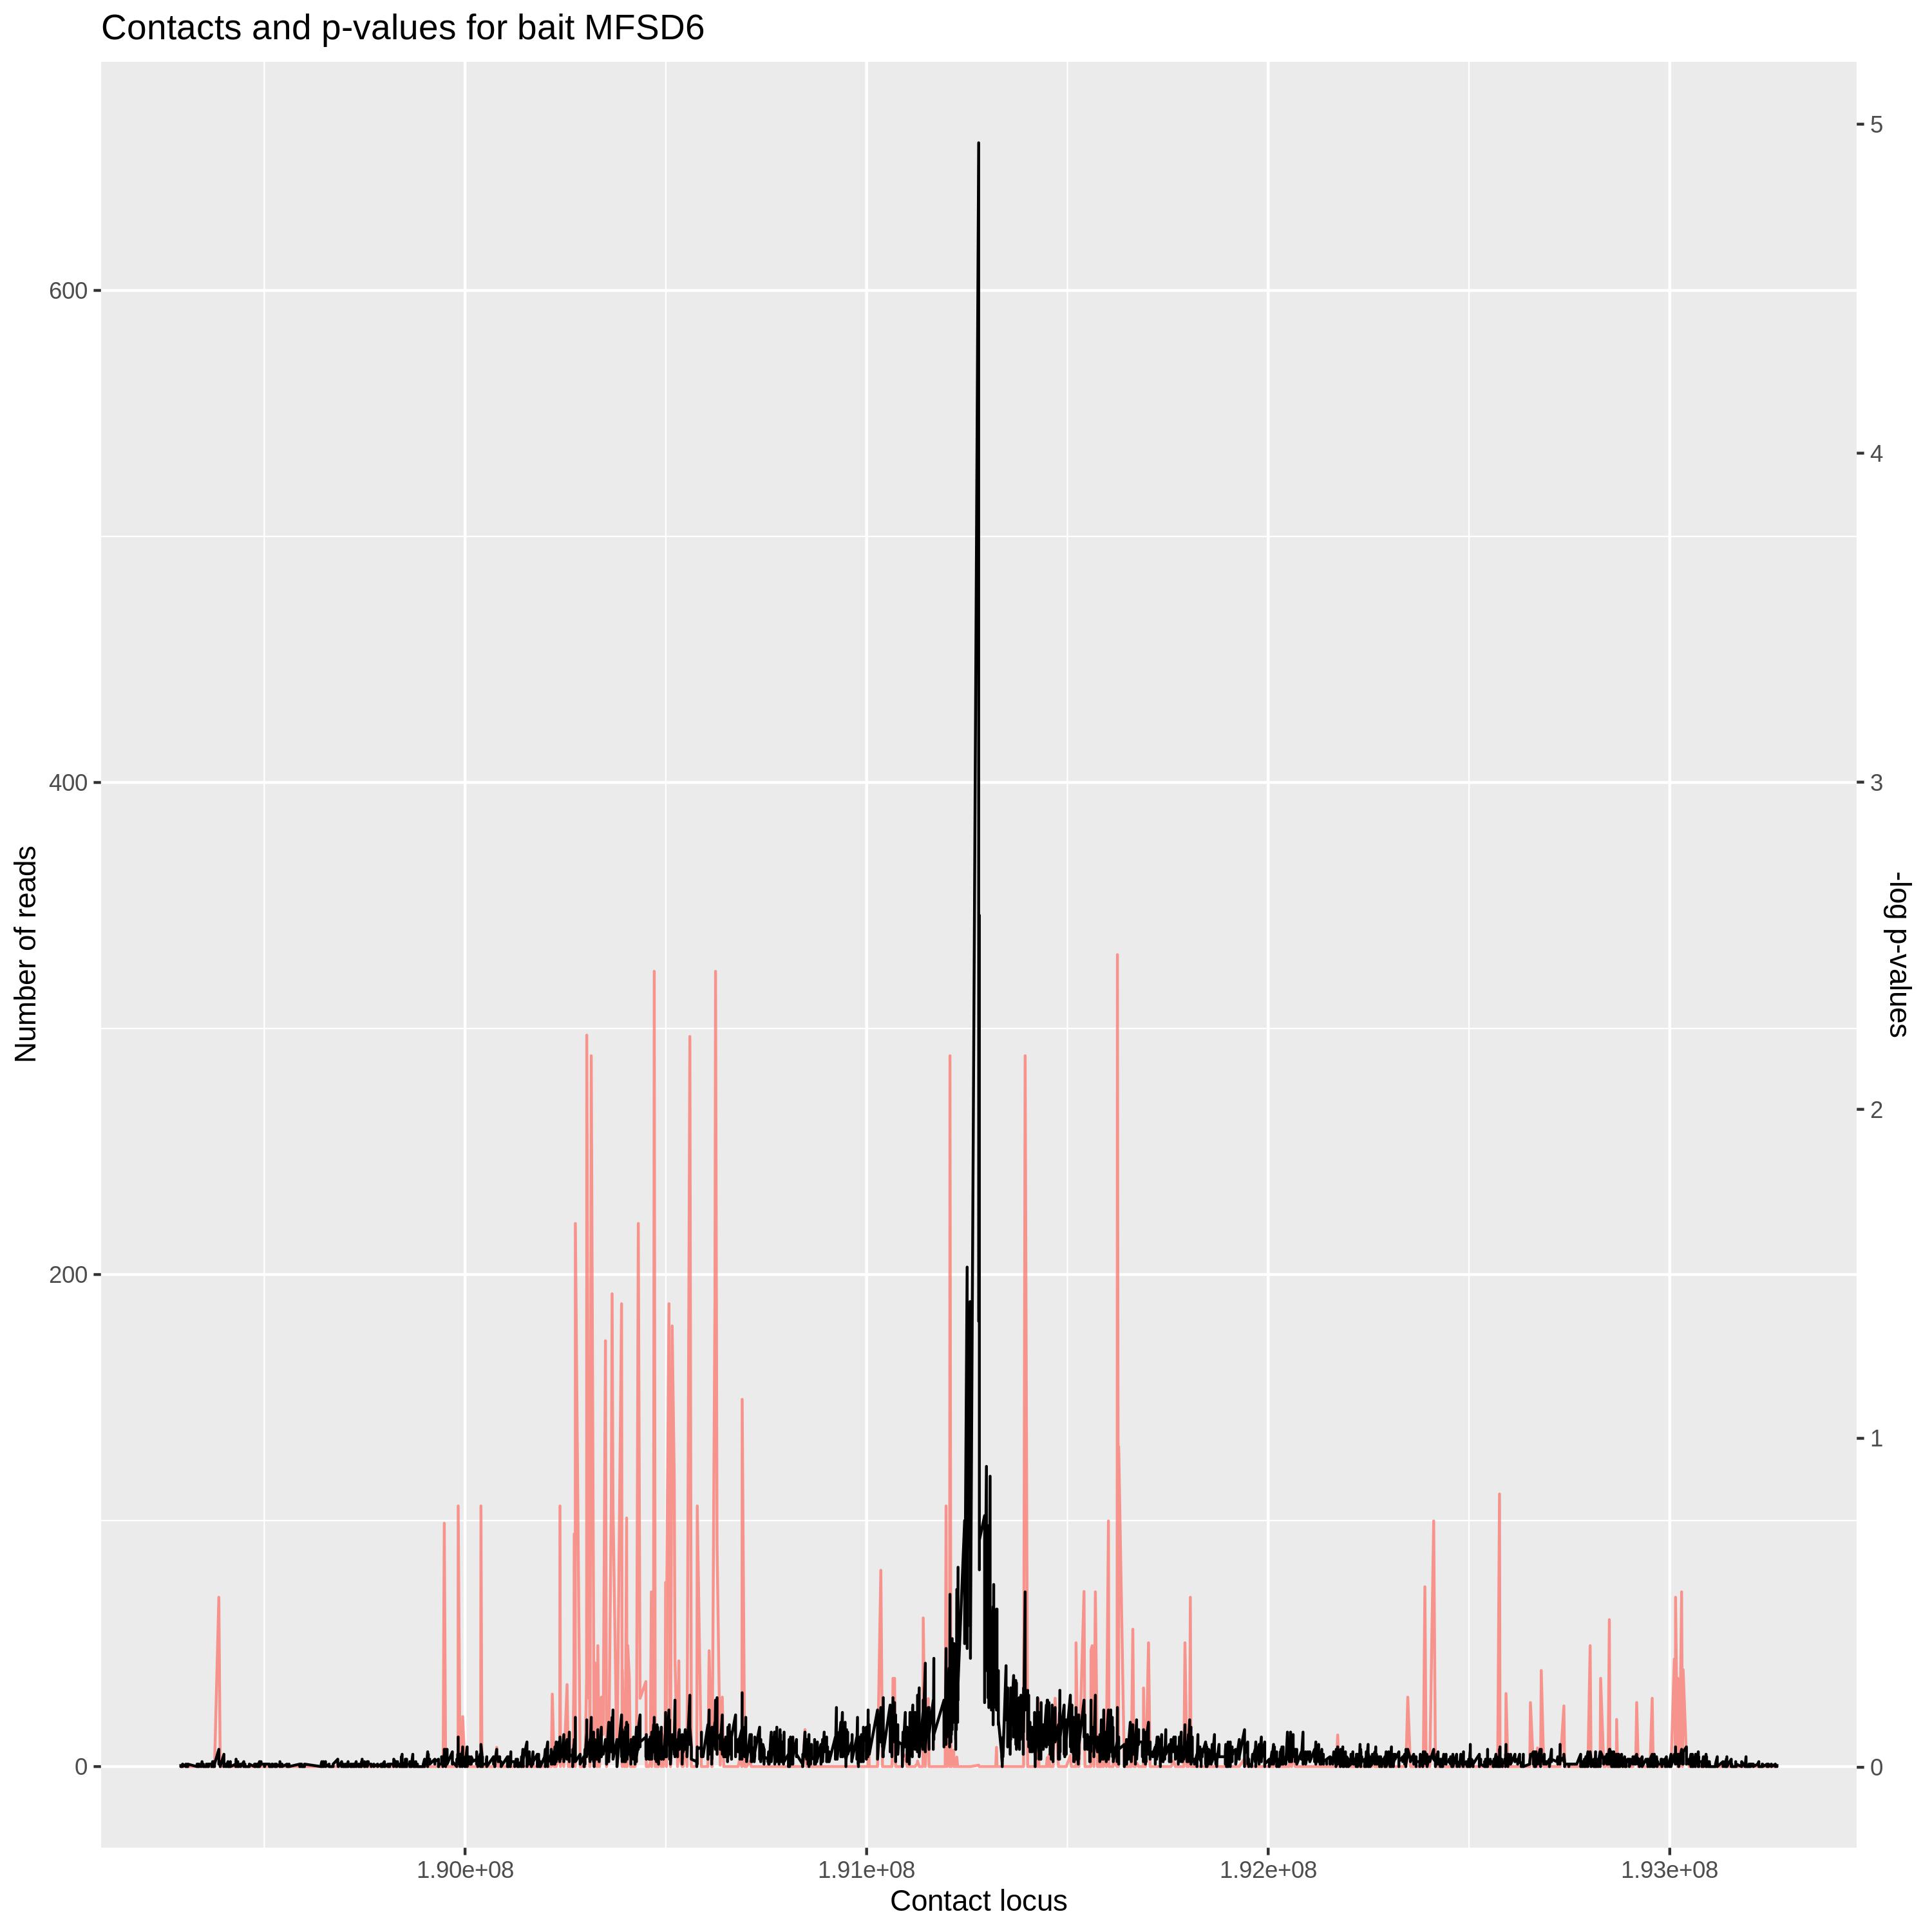 Contacts and p-values for bait MFSD6
Number of reads
600
400
200
0
5
4
3
2
1
0
-log p-values
1.90e+08
1.91e+08
1.92e+08
1.93e+08
Contact locus